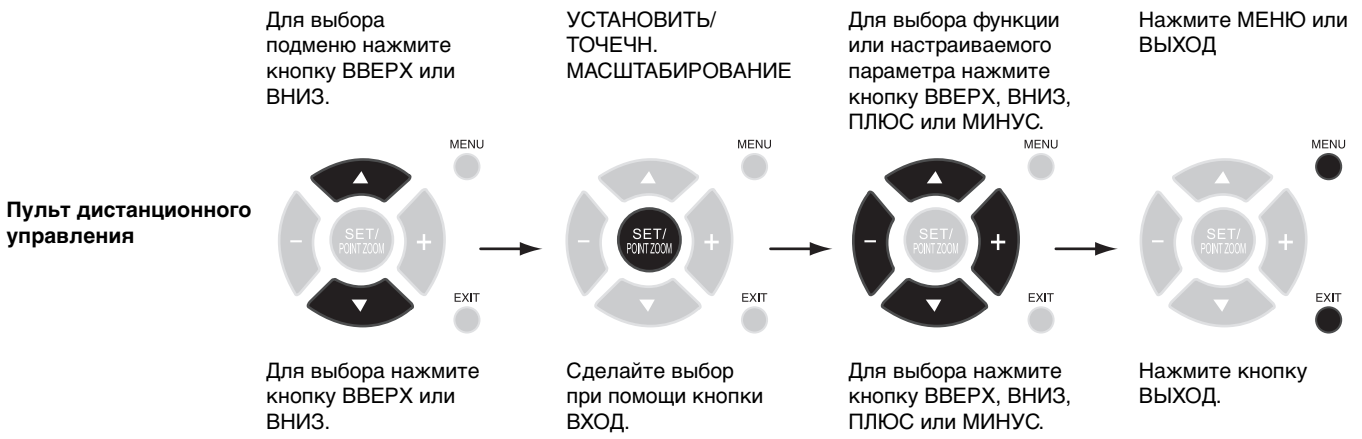 Для выбора
подменю нажмите
кнопку ВВЕРХ или
ВНИЗ.
УСТАНОВИТЬ/
ТОЧЕЧН.
МАСШТАБИРОВАНИЕ
Для выбора функции
или настраиваемого
параметра нажмите
кнопку ВВЕРХ, ВНИЗ,
ПЛЮС или МИНУС.
Нажмите МЕНЮ или
ВЫХОД
Пульт дистанционного
управления
MENU
SET/
POINT ZOOM
EXIT
MENU
SET/
POINT ZOOM
EXIT
MENU
SET/
POINT ZOOM
EXIT
MENU
SET/
POINT ZOOM
EXIT
Для выбора нажмите
кнопку ВВЕРХ или
ВНИЗ.
Сделайте выбор
при помощи кнопки
ВХОД.
Для выбора нажмите
кнопку ВВЕРХ, ВНИЗ,
ПЛЮС или МИНУС.
Нажмите кнопку
ВЫХОД.